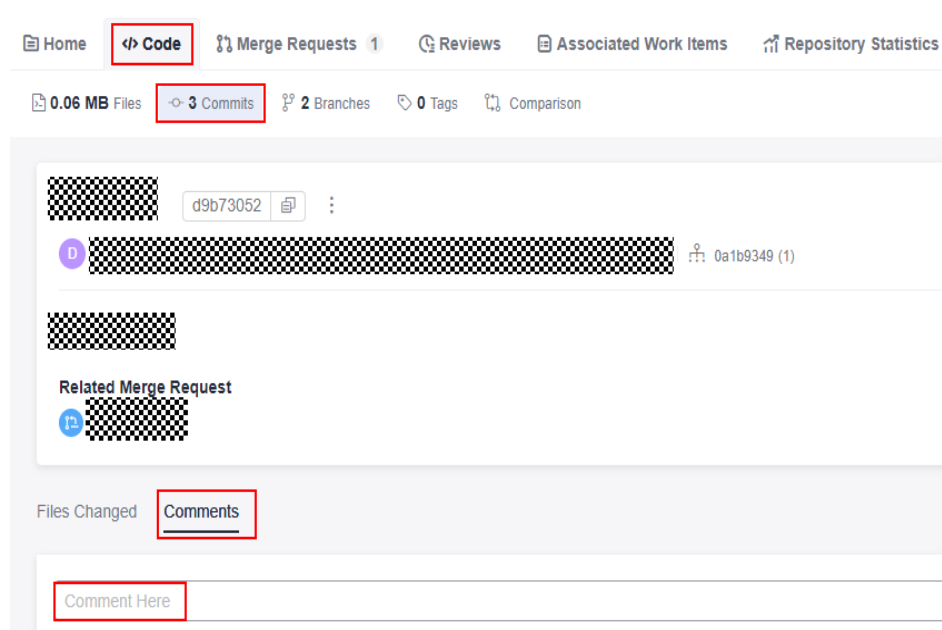 Home </> Code Merge Requests 1 Reviews Associated Work Items Repository Statistics
0.06 MB Files 3 Commits 2 Branches 0 Tags Comparison
d9b73052
D 0a1b9349 (1)
Related Merge Request
Files Changed Comments
Comment Here